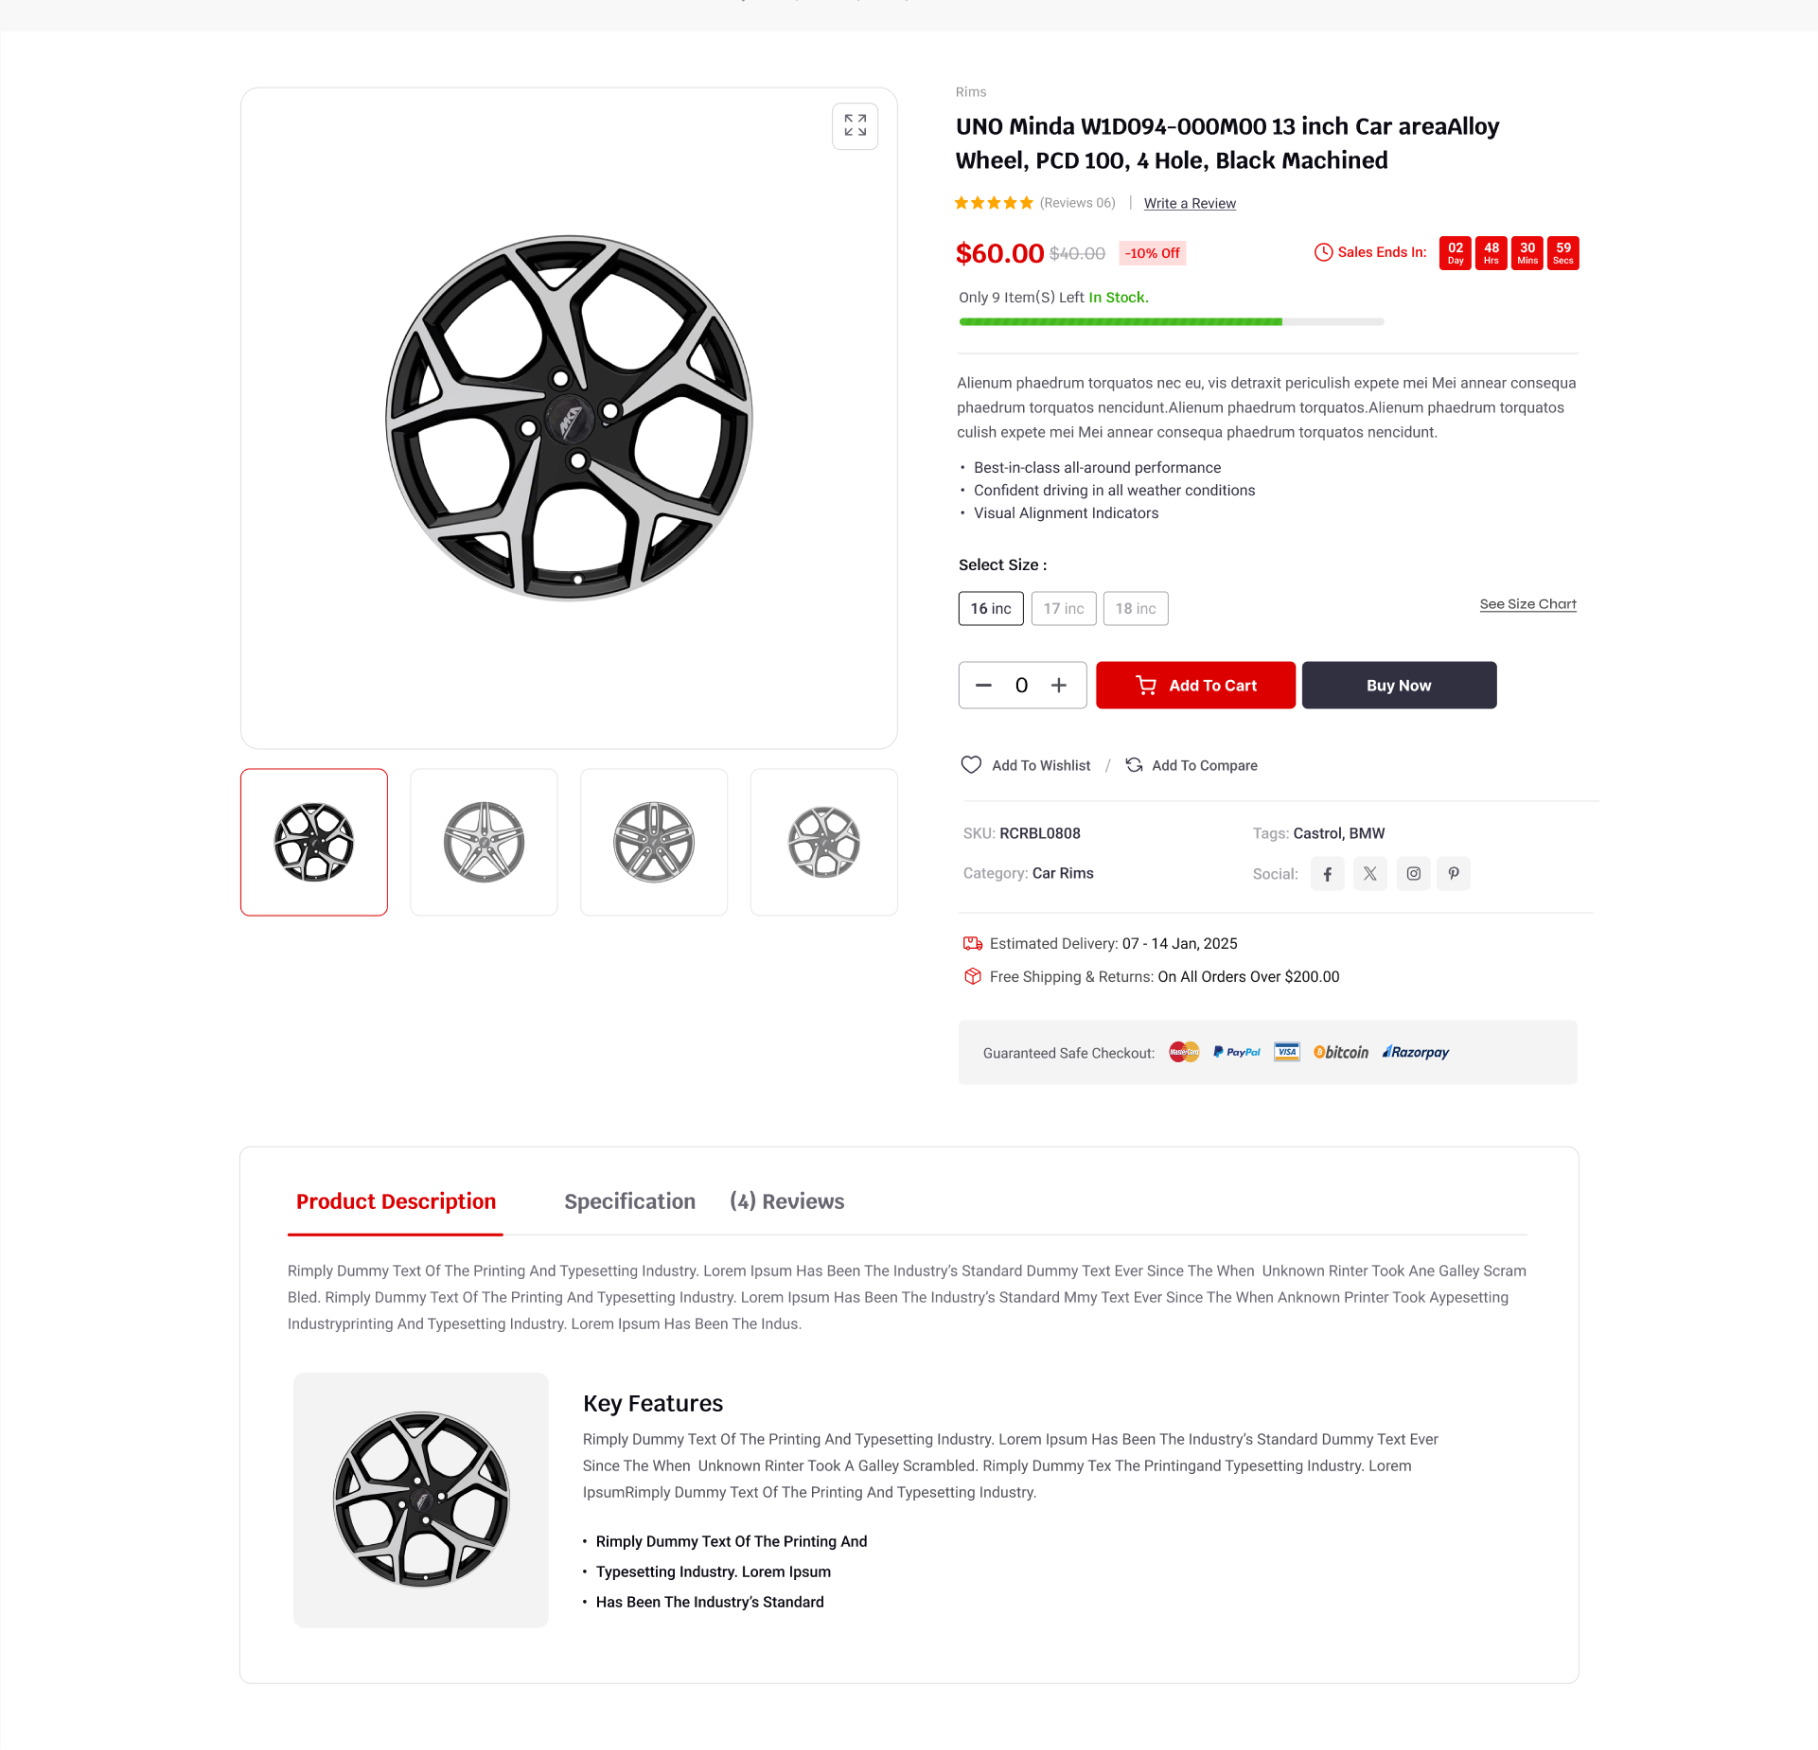 Rims
UNO Minda W1D094-000M00 13 inch Car areaAlloy
Wheel, PCD 100, 4 Hole, Black Machined
(Reviews 06) | Write a Review
$60.00 $40.00 -10% Off
Sales Ends In:
02 Day 48 Hrs 30 Mins 59 Secs
Only 9 Item(S) Left In Stock.
Alienum phaedrum torquatos nec eu, vis detraxit periculish expete mei Mei annear consequa
phaedrum torquatos nencidunt.Alienum phaedrum torquatos.Alienum phaedrum torquatos
culish expete mei Mei annear consequa phaedrum torquatos nencidunt.
• Best-in-class all-around performance
• Confident driving in all weather conditions
• Visual Alignment Indicators
Select Size :
16 inc 17 inc 18 inc
See Size Chart
0
Add To Cart
Buy Now
Add To Wishlist / Add To Compare
SKU: RCRBL0808
Tags: Castrol, BMW
Category: Car Rims
Social:
Estimated Delivery: 07 - 14 Jan, 2025
Free Shipping & Returns: On All Orders Over $200.00
Guaranteed Safe Checkout: MasterCard PayPal VISA bitcoin Razorpay
Product Description Specification (4) Reviews
Rimply Dummy Text Of The Printing And Typesetting Industry. Lorem Ipsum Has Been The Industry’s Standard Dummy Text Ever Since The When Unknown Rinter Took Ane Galley Scram
Bled. Rimply Dummy Text Of The Printing And Typesetting Industry. Lorem Ipsum Has Been The Industry’s Standard Mmy Text Ever Since The When Anknown Printer Took Aypesetting
Industryprinting And Typesetting Industry. Lorem Ipsum Has Been The Indus.
Key Features
Rimply Dummy Text Of The Printing And Typesetting Industry. Lorem Ipsum Has Been The Industry’s Standard Dummy Text Ever
Since The When Unknown Rinter Took A Galley Scrambled. Rimply Dummy Tex The Printingand Typesetting Industry. Lorem
IpsumRimply Dummy Text Of The Printing And Typesetting Industry.
• Rimply Dummy Text Of The Printing And
• Typesetting Industry. Lorem Ipsum
• Has Been The Industry’s Standard